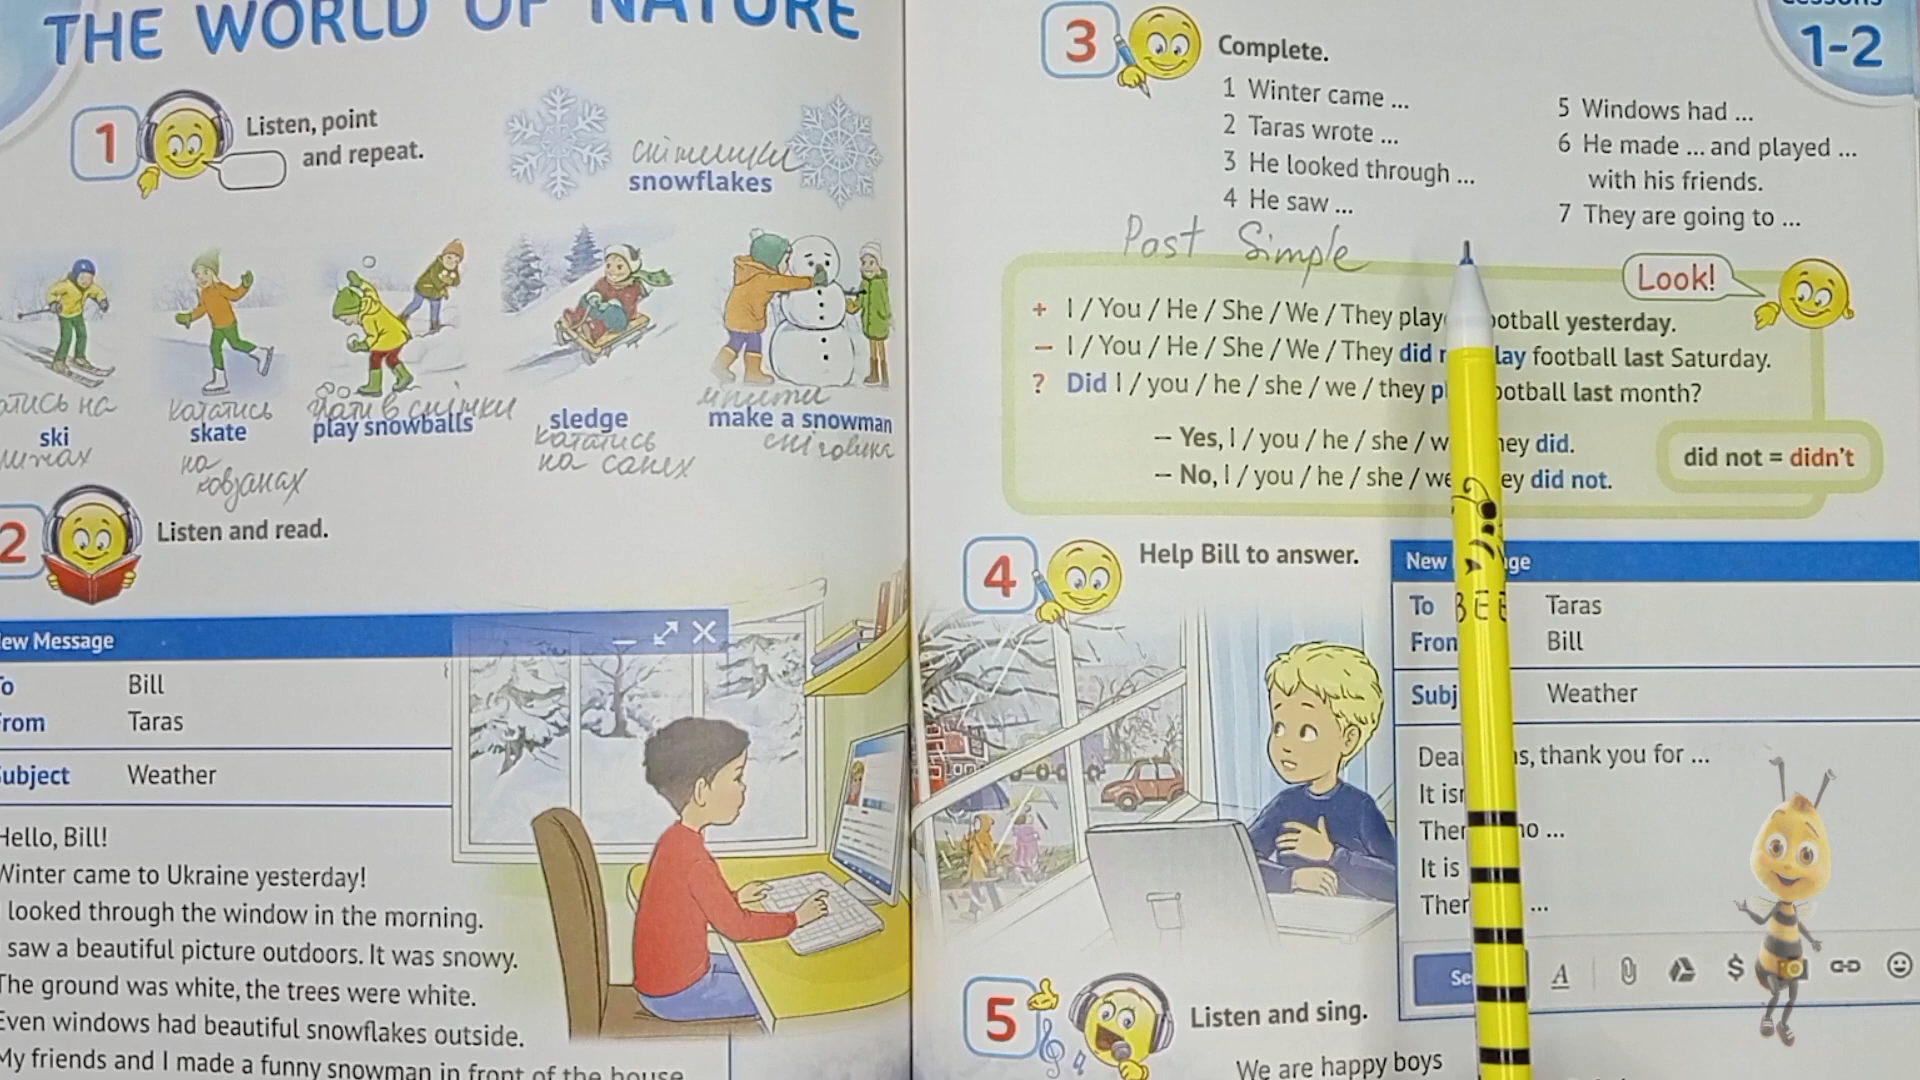 THE WORLD OF NATURE
1
Listen, point
and repeat.
сніжинки
snowflakes
ski
кататись
skate
на
ковзанах
грати в сніжки
play snowballs
sledge
кататись
на санях
ліпити
make a snowman
сніговика
2
Listen and read.
New Message
To Bill
From Taras
Subject Weather
Hello, Bill!
Winter came to Ukraine yesterday!
looked through the window in the morning.
saw a beautiful picture outdoors. It was snowy.
The ground was white, the trees were white.
Even windows had beautiful snowflakes outside.
My friends and I made a funny snowman in front of the house
1-2
3
Complete.
1 Winter came ...
2 Taras wrote ...
3 He looked through ...
4 He saw ...
5 Windows had ...
6 He made ... and played ...
with his friends.
7 They are going to ...
Past Simple
Look!
+ I / You / He / She / We / They play ootball yesterday.
– I / You / He / She / We / They did lay football last Saturday.
? Did I / you / he / she / we / they p ootball last month?
– Yes, I / you / he / she / w hey did.
– No, I / you / he / she / we ey did not.
did not = didn't
4
Help Bill to answer.
New ge
To Taras
From Bill
Subj Weather
Dea s, thank you for ...
It isn
Ther no ...
It is
Ther ...
BEE
5
Listen and sing.
We are happy boys